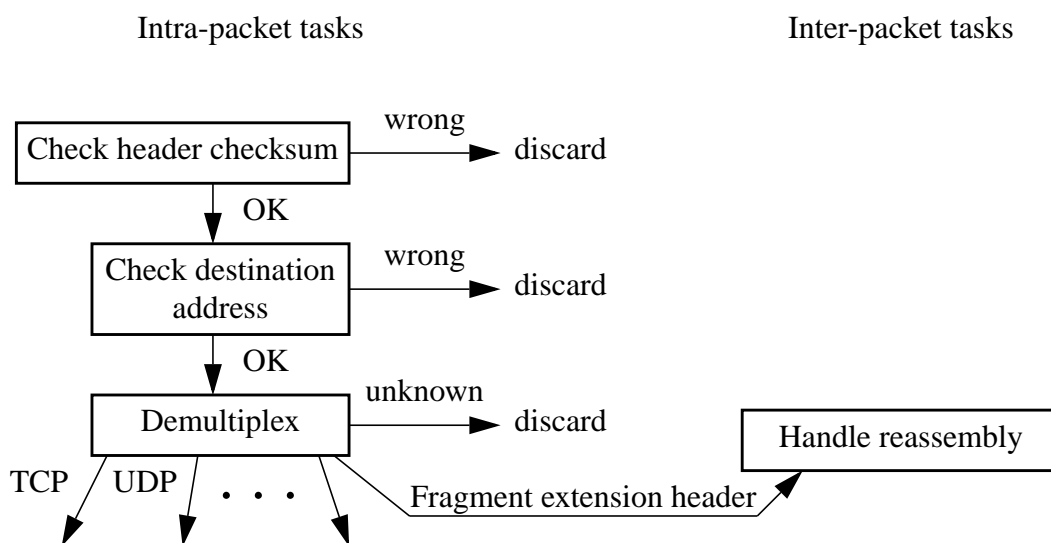 Intra-packet tasks
Inter-packet tasks
wrong
Check header checksum
discard
OK
Check destination
address
wrong
discard
OK
unknown
Demultiplex
discard
Handle reassembly
TCP
UDP
. . .
Fragment extension header